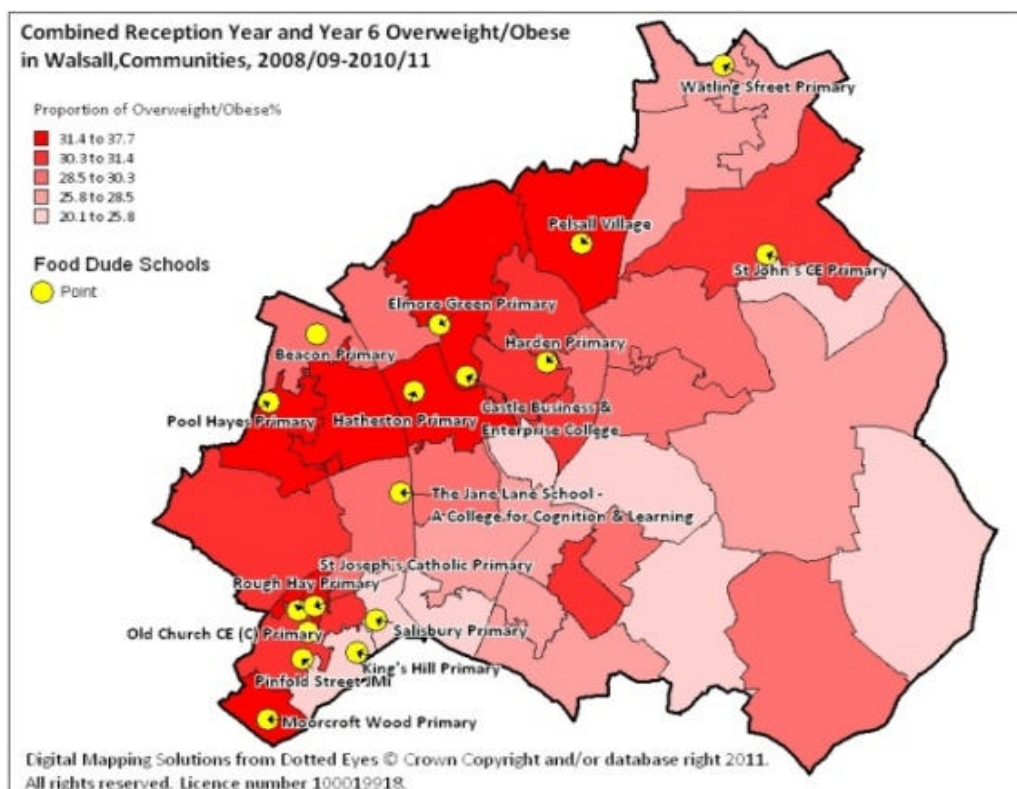 Combined Reception Year and Year 6 Overweight/Obese
in Walsall,Communities, 2008/09-2010/11
Proportion of Overweight/Obese%
31.4 to 37.7
30.3 to 31.4
28.5 to 30.3
25.8 to 28.5
20.1 to 25.8
Food Dude Schools
Point
Watling Street Primary
Pelsall Village
St John's CE Primary
Elmore Green Primary
Harden Primary
Beacon Primary
Pool Hayes Primary
Hatherton Primary
Castle Business &
Enterprise College
The Jane Lane School -
A College for Cognition & Learning
St Joseph's Catholic Primary
Rough Hay Primary
Old Church CE (C) Primary
Salisbury Primary
King's Hill Primary
Pinfold Street JMI
Moorcroft Wood Primary
Digital Mapping Solutions from Dotted Eyes © Crown Copyright and/or database right 2011.
All rights reserved. Licence number 100019918.